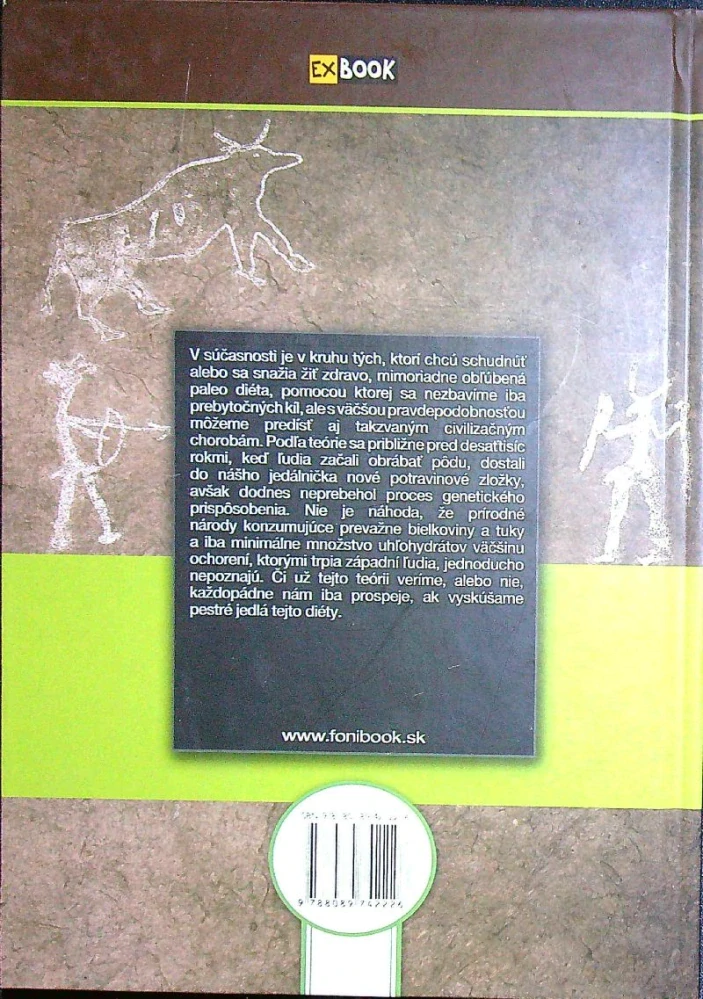 EX BOOK
V súčasnosti je v kruhu tých, ktorí chcú schudnúť
alebo sa snažia žiť zdravo, mimoriadne obľúbená
paleo diéta, pomocou ktorej sa nezbavíme iba
prebytočných kíl, ale s väčšou pravdepodobnosťou
môžeme predísť aj takzvaným civilizačným
chorobám. Podľa teórie sa približne pred desaťtisíc
rokmi, keď ľudia začali obrábať pôdu, dostali
do nášho jedálnička nové potravinové zložky,
avšak dodnes neprebehol proces genetického
prispôsobenia. Nie je náhoda, že prírodné
národy konzumujúce prevažne bielkoviny a tuky
a iba minimálne množstvo uhľohydrátov väčšinu
ochorení, ktorými trpia západní ľudia, jednoducho
nepoznajú. Či už tejto teórii veríme, alebo nie,
každopádne nám iba prospeje, ak vyskúšame
pestré jedlá tejto diéty.
www.fonibook.sk
9 788089 742226